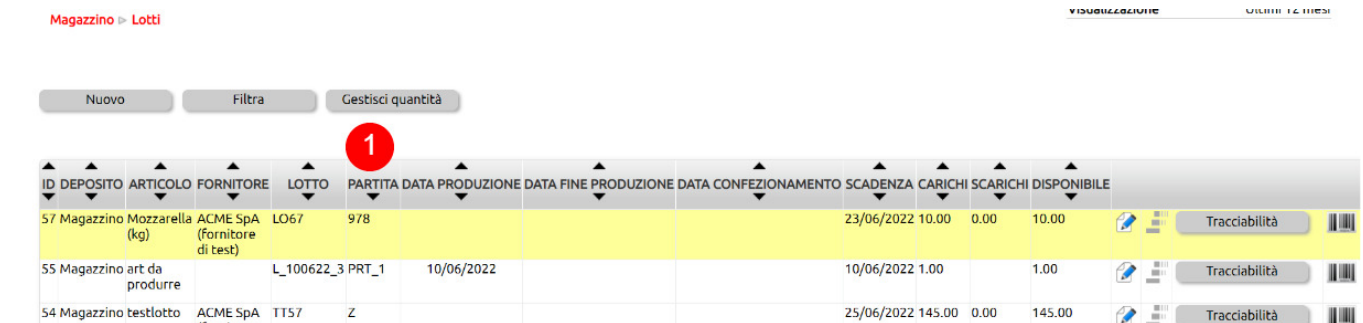 Magazzino ▹ Lotti
Visualizzazione Ultimi 12 mesi
Nuovo Filtra Gestisci quantità
1
ID DEPOSITO ARTICOLO FORNITORE LOTTO PARTITA DATA PRODUZIONE DATA FINE PRODUZIONE DATA CONFEZIONAMENTO SCADENZA CARICHI SCARICHI DISPONIBILE
57 Magazzino Mozzarella ACME SpA LO67 978 23/06/2022 10.00 0.00 10.00 Tracciabilità
(kg) (fornitore
di test)
55 Magazzino art da L_100622_3 PRT_1 10/06/2022 10/06/2022 1.00 1.00 Tracciabilità
produrre
54 Magazzino testlotto ACME SpA TT57 Z 25/06/2022 145.00 0.00 145.00 Tracciabilità